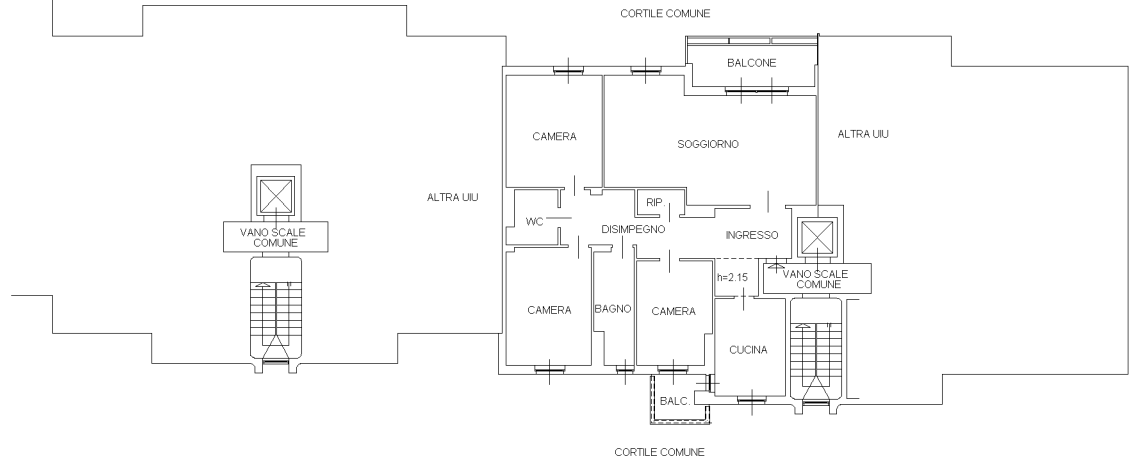 CORTILE COMUNE
BALCONE
CAMERA
SOGGIORNO
ALTRA UIU
ALTRA UIU
RIP.
WC
DISIMPEGNO
INGRESSO
VANO SCALE
COMUNE
h=2.15
VANO SCALE
COMUNE
CAMERA
BAGNO
CAMERA
CUCINA
BALC.
CORTILE COMUNE